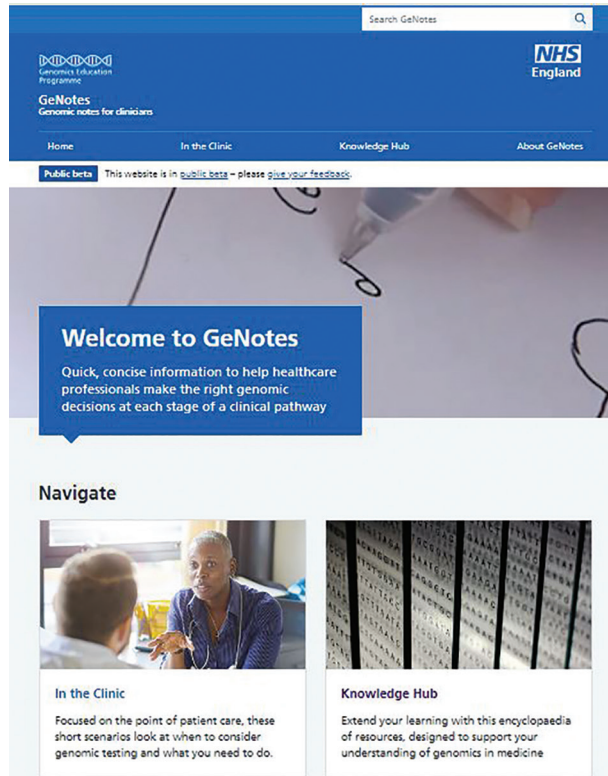 Search GeNotes
Genomics Education
Programme
NHS
England
GeNotes
Genomic notes for clinicians
Home
In the Clinic
Knowledge Hub
About GeNotes
Public beta
This website is in public beta – please give your feedback.
Welcome to GeNotes
Quick, concise information to help healthcare
professionals make the right genomic
decisions at each stage of a clinical pathway
Navigate
In the Clinic
Focused on the point of patient care, these
short scenarios look at when to consider
genomic testing and what you need to do.
Knowledge Hub
Extend your learning with this encyclopaedia
of resources, designed to support your
understanding of genomics in medicine